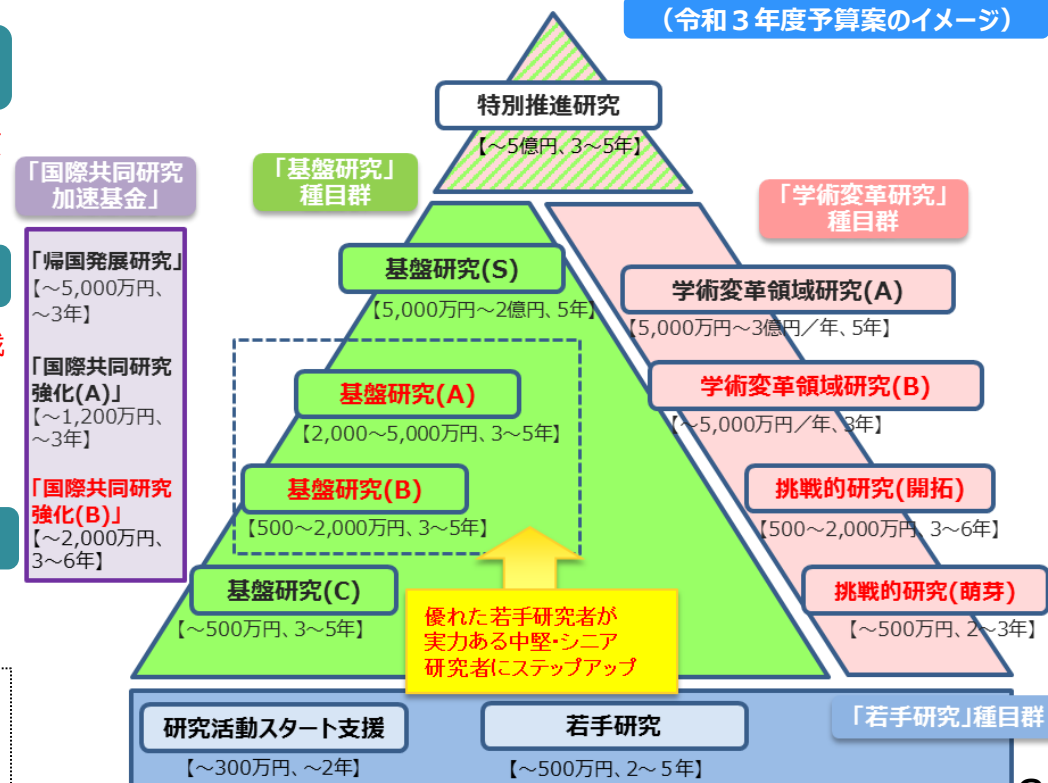 （令和３年度予算案のイメージ）
特別推進研究
【～5億円、3～5年】
「国際共同研究
加速基金」
「基盤研究」
種目群
「学術変革研究」
種目群
「帰国発展研究」
【～5,000万円、
～3年】
「国際共同研究
強化(A)」
【～1,200万円、
～3年】
「国際共同研究
強化(B)」
【～2,000万円、
3～6年】
基盤研究(S)
【5,000万円～2億円、5年】
基盤研究(A)
【2,000～5,000万円、3～5年】
基盤研究(B)
【500～2,000万円、3～5年】
基盤研究(C)
【～500万円、3～5年】
優れた若手研究者が
実力ある中堅・シニア
研究者にステップアップ
学術変革領域研究(A)
【5,000万円～3億円／年、5年】
学術変革領域研究(B)
【～5,000万円／年、3年】
挑戦的研究(開拓)
【500～2,000万円、3～6年】
挑戦的研究(萌芽)
【～500万円、2～3年】
「若手研究」種目群
研究活動スタート支援
【～300万円、～2年】
若手研究
【～500万円、2～５年】